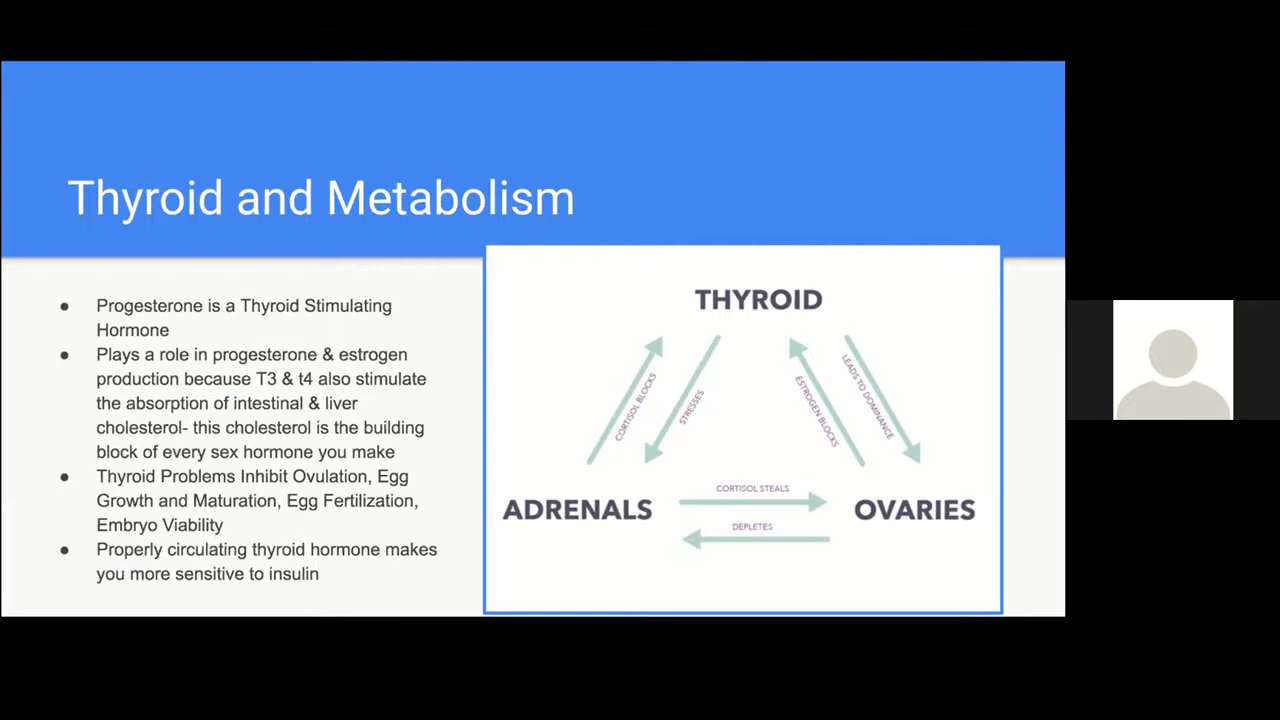 Thyroid and Metabolism
● Progesterone is a Thyroid Stimulating
Hormone
● Plays a role in progesterone & estrogen
production because T3 & t4 also stimulate
the absorption of intestinal & liver
cholesterol- this cholesterol is the building
block of every sex hormone you make
● Thyroid Problems Inhibit Ovulation, Egg
Growth and Maturation, Egg Fertilization,
Embryo Viability
● Properly circulating thyroid hormone makes
you more sensitive to insulin
THYROID
CORTISOL BLOCKS
STRESSES
ESTROGEN BLOCKS
LEADS TO DOMINANCE
ADRENALS
CORTISOL STEALS
DEPLETES
OVARIES